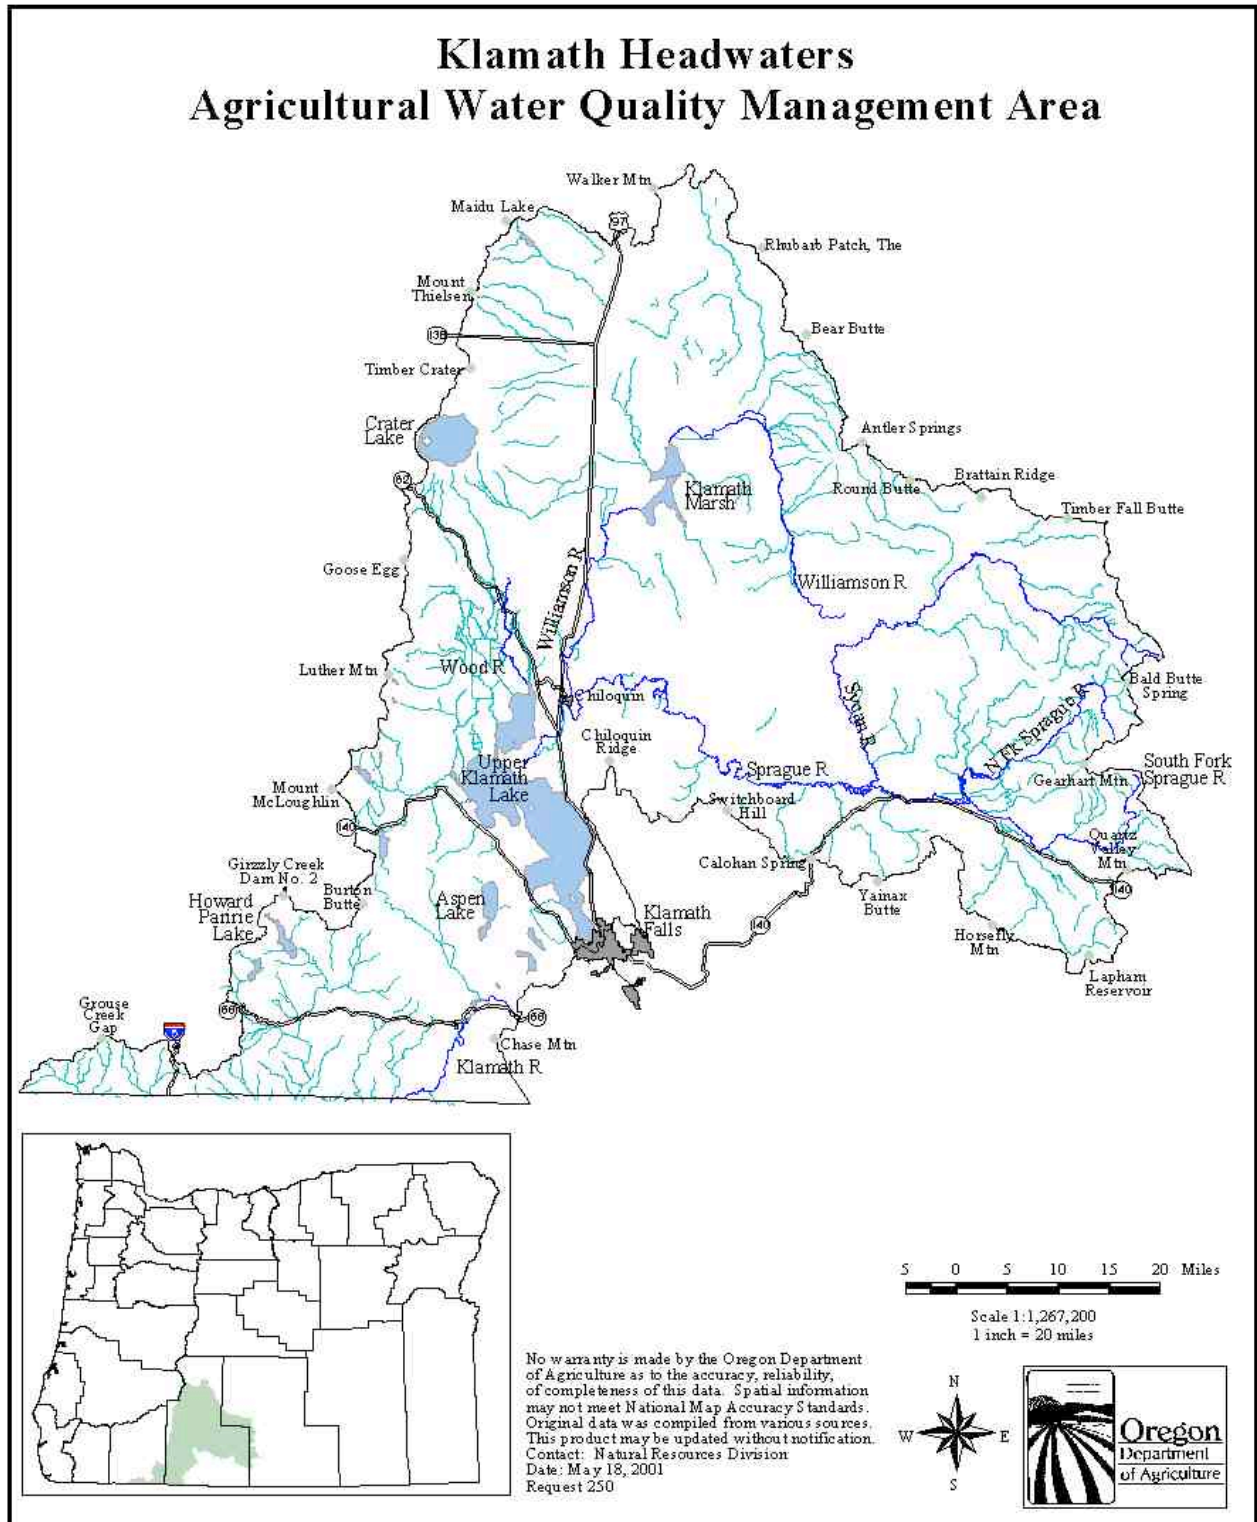 Klamath Headwaters
Agricultural Water Quality Management Area
Walker Mtn
Maidu Lake
97
Rhubarb Patch, The
Mount
Thielsen
138
Bear Butte
Timber Crater
Crater
Lake
Antler Springs
62
Klamath
Marsh
Round Butte
Brattain Ridge
Timber Fall Butte
Goose Egg
Williamson R
Williamson R
Wood R
Luther Mtn
Chiloquin
Sycan R
Bald Butte
Spring
N Fk Sprague R
Chiloquin
Ridge
Upper
Klamath
Lake
Sprague R
South Fork
Sprague R
Gearhart Mtn
Mount
McLoughlin
Switchboard
Hill
140
Quartz
Valley
Mtn
Calohan Spring
140
Girzzly Creek
Dam No. 2
Burton
Butte
Howard
Paririe
Lake
Aspen
Lake
Klamath
Falls
Yainax
Butte
140
Horsefly
Mtn
Lapham
Reservoir
Grouse
Creek
Gap
5
66
66
Chase Mtn
Klamath R
5 0 5 10 15 20 Miles
Scale 1:1,267,200
1 inch = 20 miles
No warranty is made by the Oregon Department
of Agriculture as to the accuracy, reliability,
of completeness of this data. Spatial information
may not meet National Map Accuracy Standards.
Original data was compiled from various sources.
This product may be updated without notification.
Contact: Natural Resources Division
Date: May 18, 2001
Request 250
N
W E
S
Oregon
Department
of Agriculture